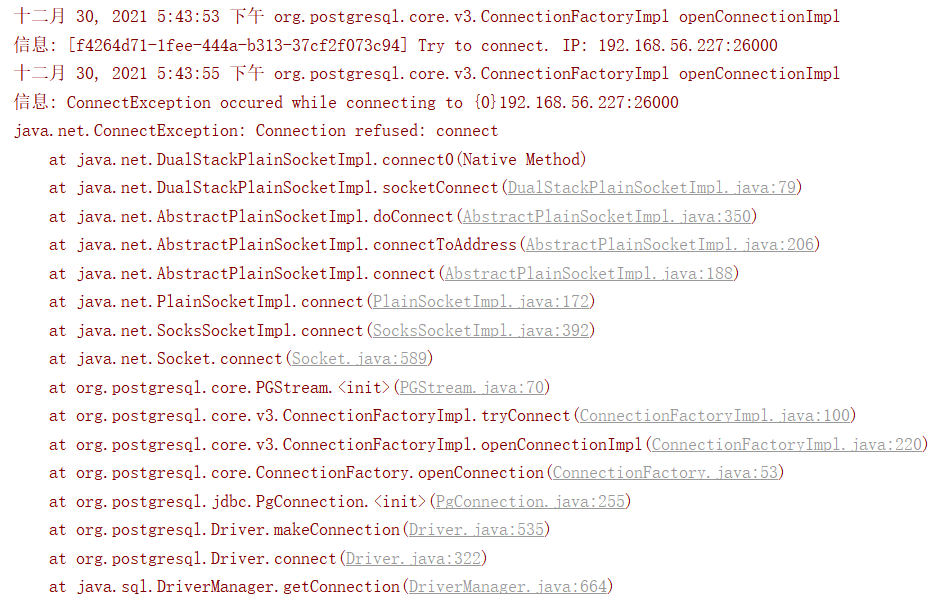 十二月 30, 2021 5:43:53 下午 org.postgresql.core.v3.ConnectionFactoryImpl openConnectionImpl
信息: [f4264d71-1fee-444a-b313-37cf2f073c94] Try to connect. IP: 192.168.56.227:26000
十二月 30, 2021 5:43:55 下午 org.postgresql.core.v3.ConnectionFactoryImpl openConnectionImpl
信息: ConnectException occured while connecting to {0}192.168.56.227:26000
java.net.ConnectException: Connection refused: connect
    at java.net.DualStackPlainSocketImpl.connect0(Native Method)
    at java.net.DualStackPlainSocketImpl.socketConnect(DualStackPlainSocketImpl.java:79)
    at java.net.AbstractPlainSocketImpl.doConnect(AbstractPlainSocketImpl.java:350)
    at java.net.AbstractPlainSocketImpl.connectToAddress(AbstractPlainSocketImpl.java:206)
    at java.net.AbstractPlainSocketImpl.connect(AbstractPlainSocketImpl.java:188)
    at java.net.PlainSocketImpl.connect(PlainSocketImpl.java:172)
    at java.net.SocksSocketImpl.connect(SocksSocketImpl.java:392)
    at java.net.Socket.connect(Socket.java:589)
    at org.postgresql.core.PGStream.<init>(PGStream.java:70)
    at org.postgresql.core.v3.ConnectionFactoryImpl.tryConnect(ConnectionFactoryImpl.java:100)
    at org.postgresql.core.v3.ConnectionFactoryImpl.openConnectionImpl(ConnectionFactoryImpl.java:220)
    at org.postgresql.core.ConnectionFactory.openConnection(ConnectionFactory.java:53)
    at org.postgresql.jdbc.PgConnection.<init>(PgConnection.java:255)
    at org.postgresql.Driver.makeConnection(Driver.java:535)
    at org.postgresql.Driver.connect(Driver.java:322)
    at java.sql.DriverManager.getConnection(DriverManager.java:664)